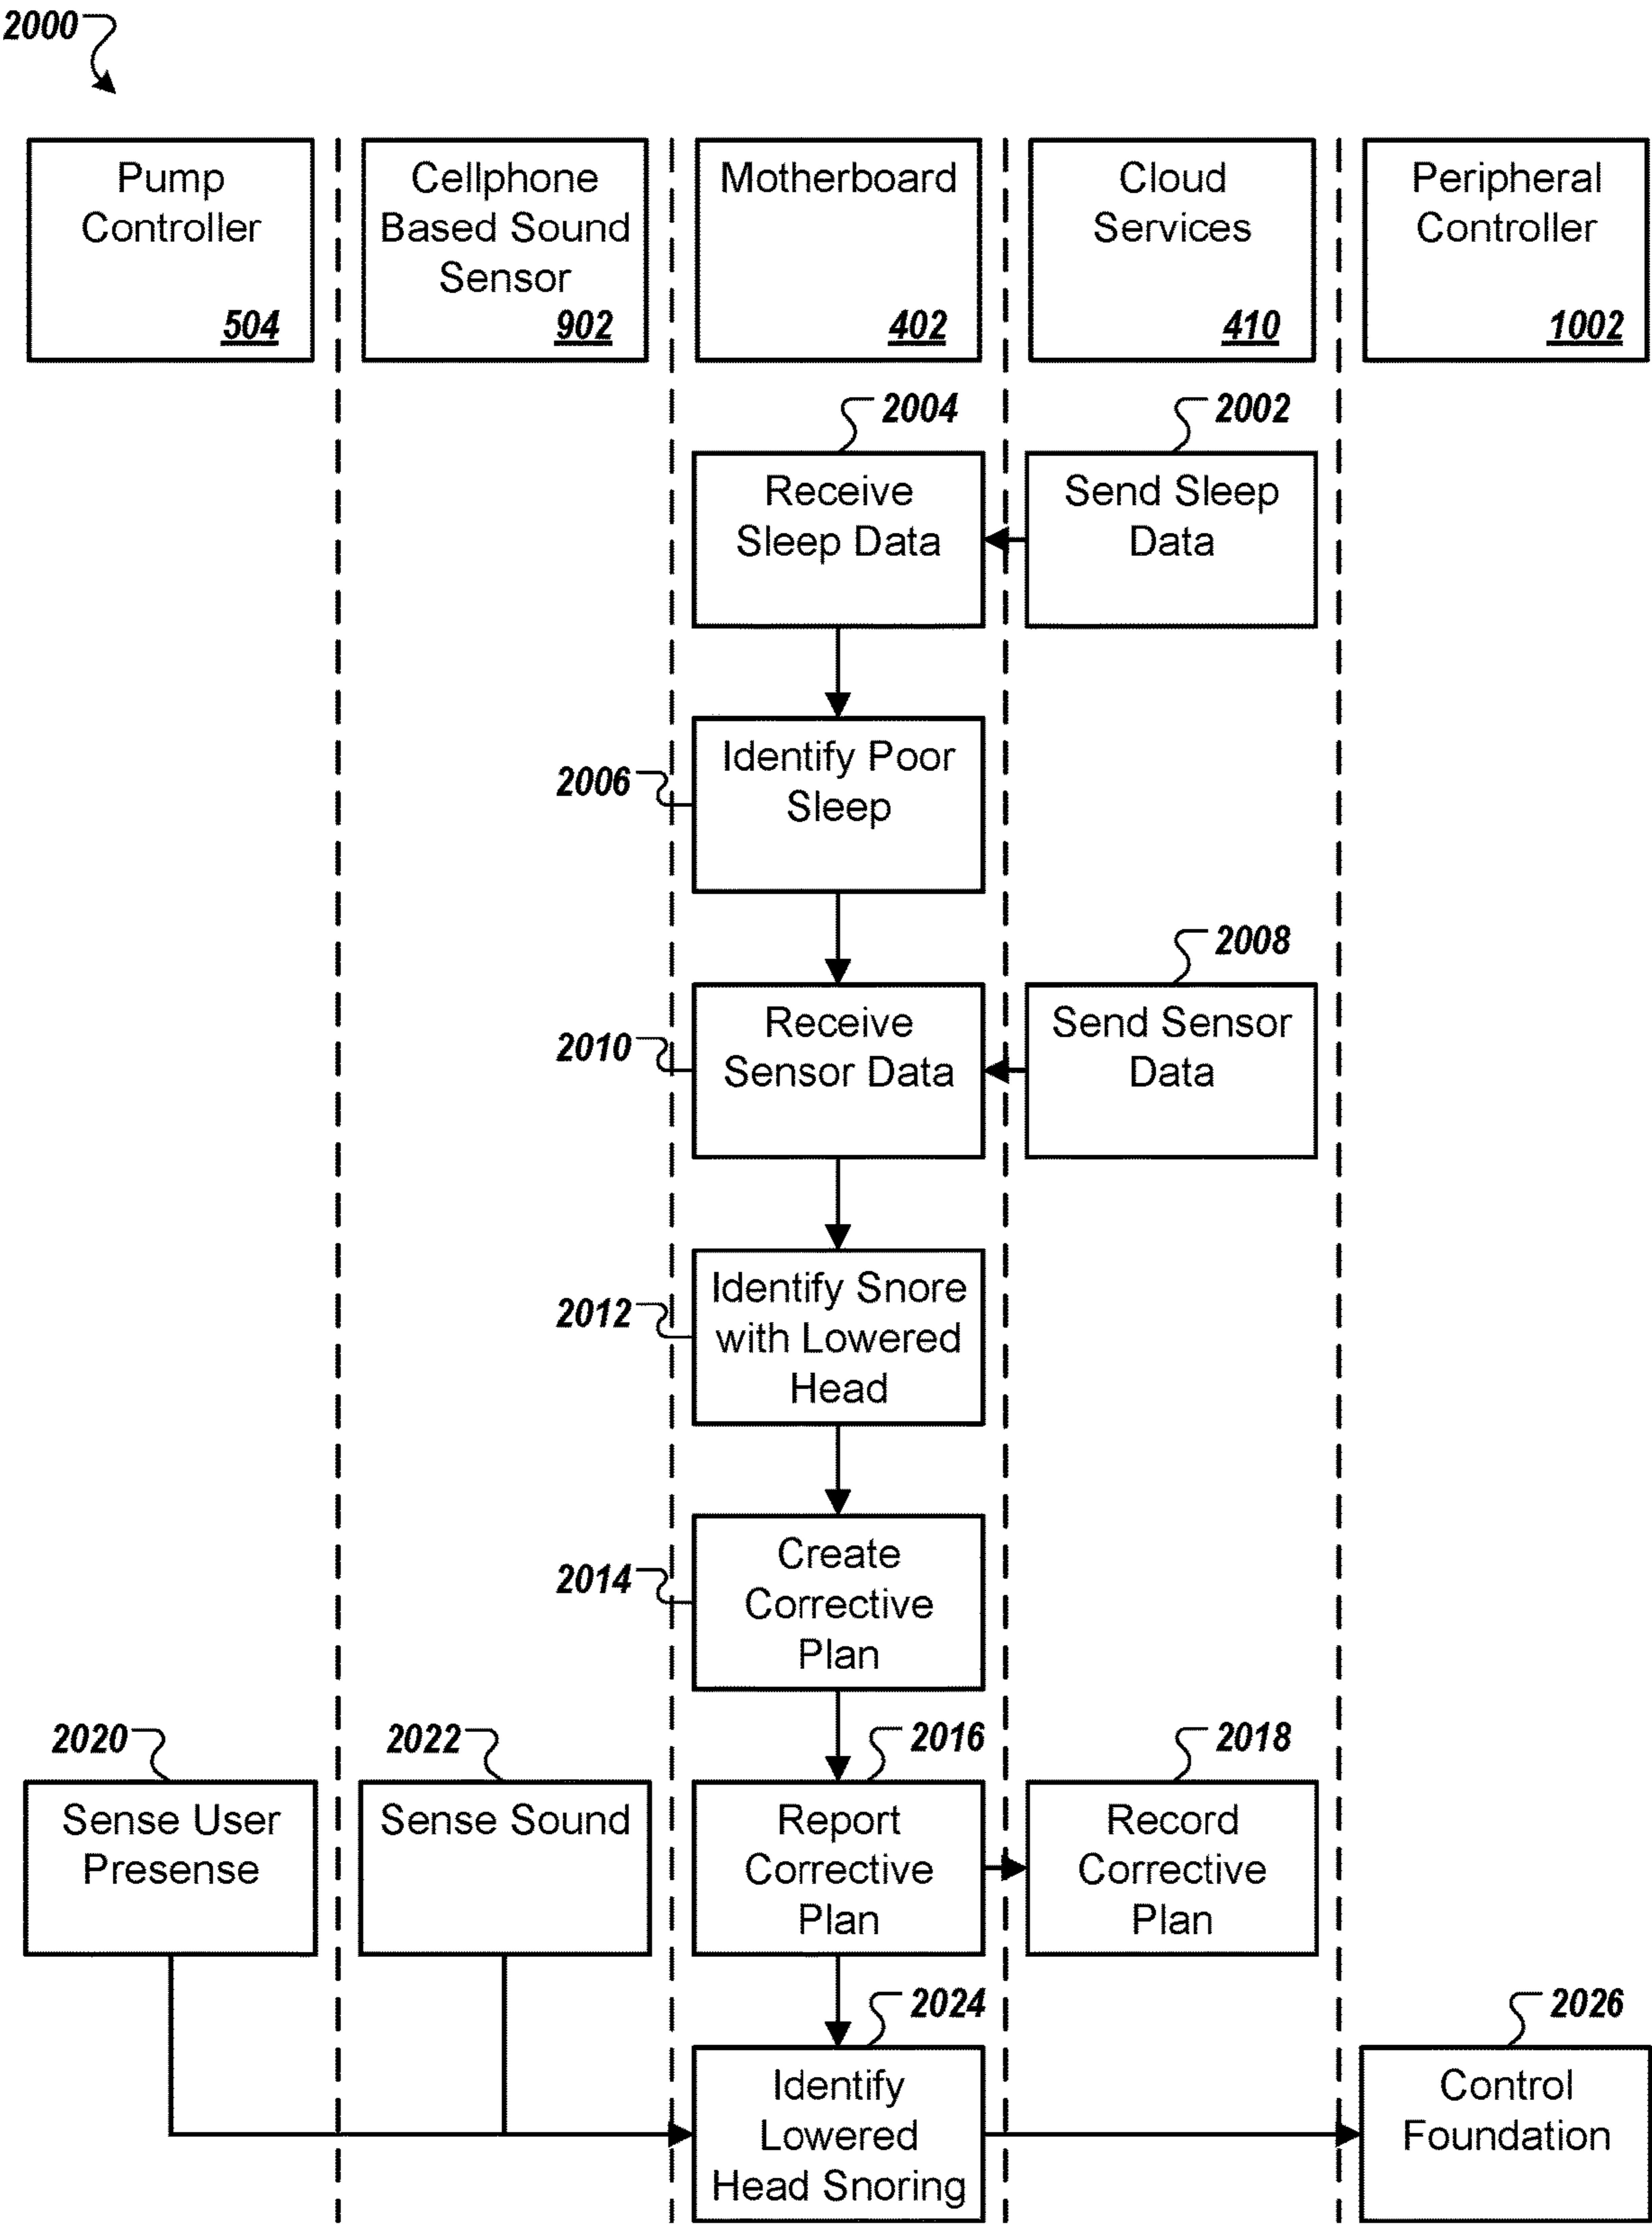 2000
Pump
Controller
504
Cellphone
Based Sound
Sensor
902
Motherboard
402
Cloud
Services
410
Peripheral
Controller
1002
2004
Receive
Sleep Data
2002
Send Sleep
Data
2006
Identify Poor
Sleep
2008
Send Sensor
Data
2010
Receive
Sensor Data
2012
Identify Snore
with Lowered
Head
2014
Create
Corrective
Plan
2020
Sense User
Presense
2022
Sense Sound
2016
Report
Corrective
Plan
2018
Record
Corrective
Plan
2024
Identify
Lowered
Head Snoring
2026
Control
Foundation